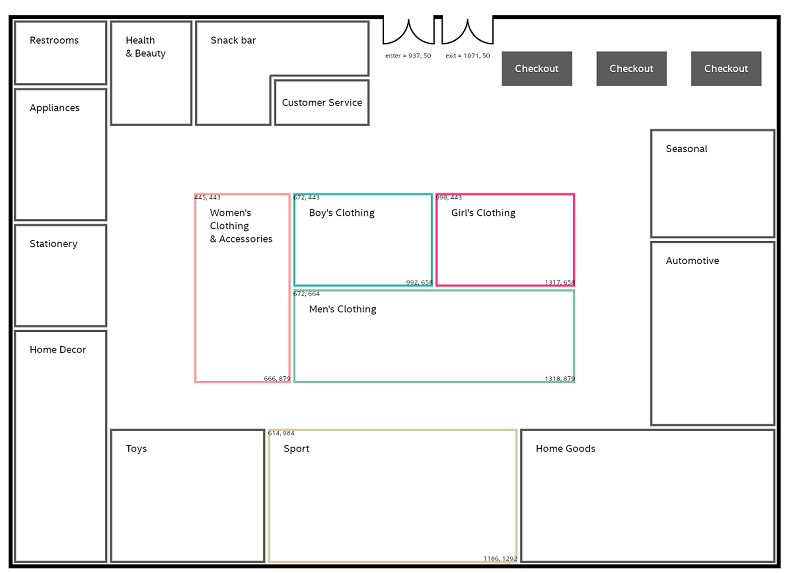 Restrooms
Health
& Beauty
Snack bar
enter = 937, 50
exit = 1071, 50
Checkout
Checkout
Checkout
Appliances
Customer Service
Seasonal
445, 443
672, 443
998, 443
Women's
Clothing
& Accessories
Boy's Clothing
Girl's Clothing
Stationery
Automotive
992, 658
1317, 658
672, 664
Men's Clothing
Home Decor
666, 879
1318, 879
614, 984
Toys
Sport
Home Goods
1186, 1292